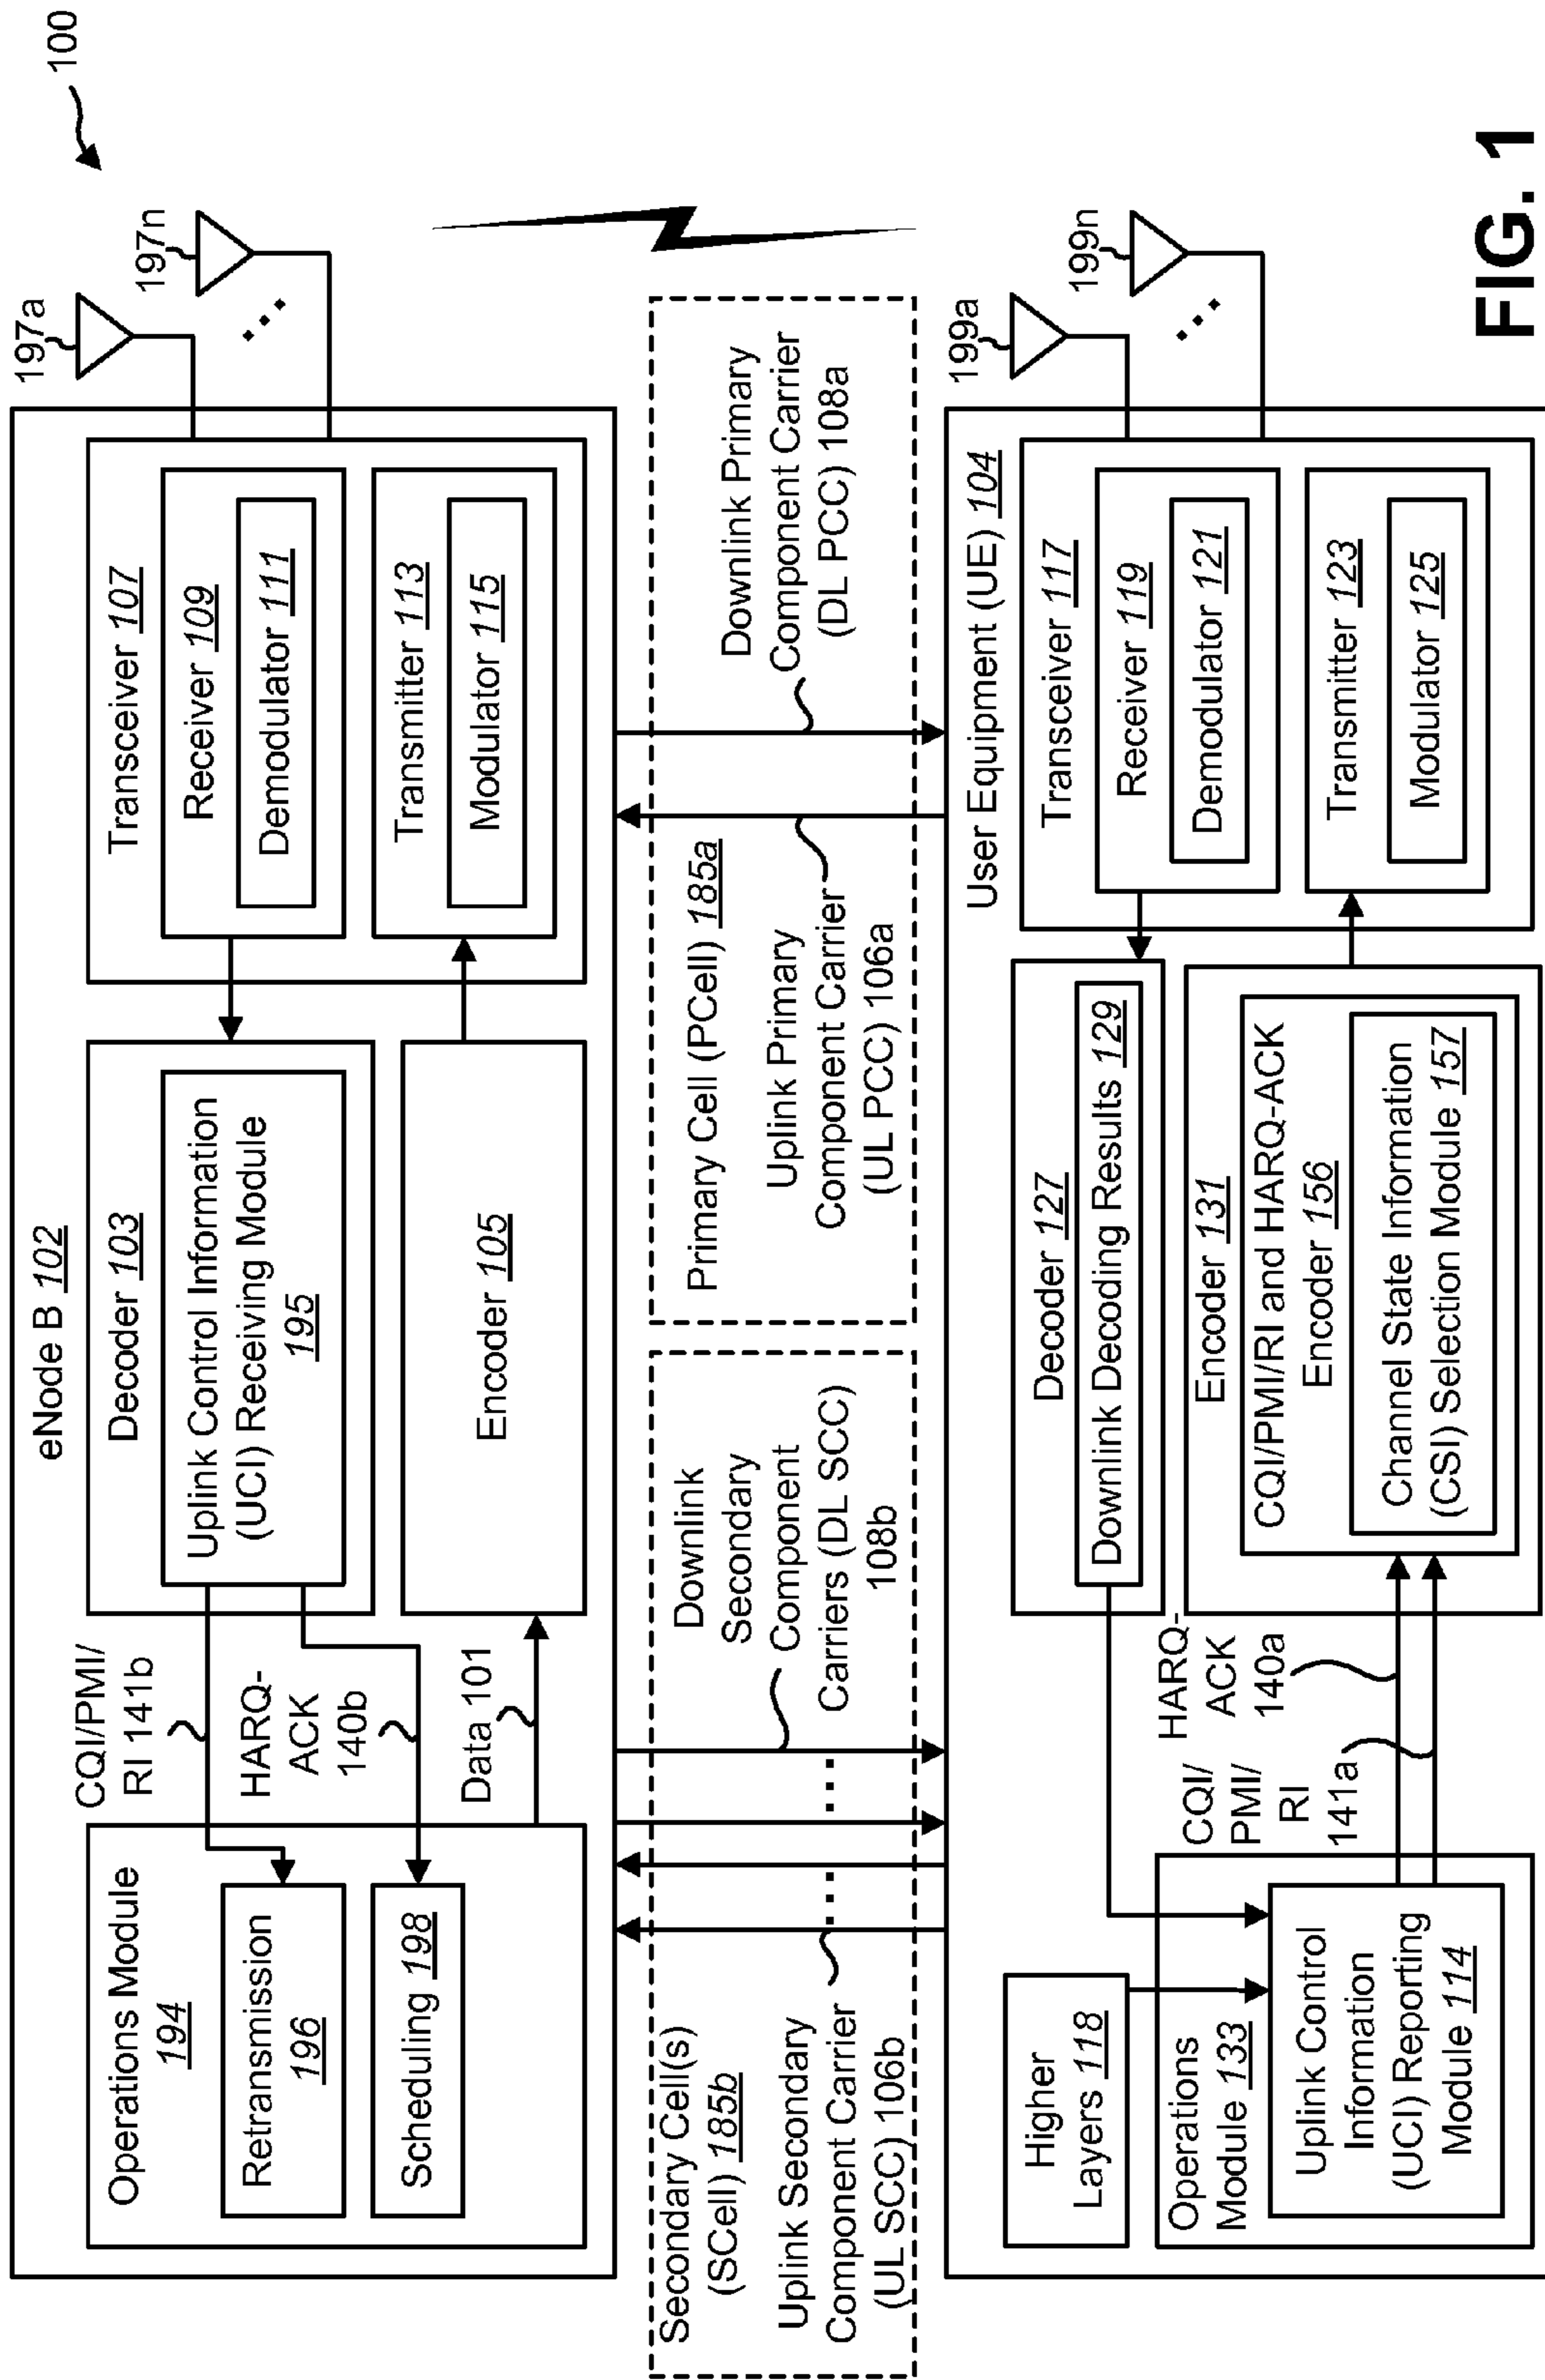 100
197a
197n
eNode B 102
Operations Module
194
Retransmission
196
Scheduling 198
CQI/PMI/
RI 141b
HARQ-
ACK
140b
Data 101
Decoder 103
Uplink Control Information
(UCI) Receiving Module
195
Encoder 105
Transceiver 107
Receiver 109
Demodulator 111
Transmitter 113
Modulator 115
Secondary Cell(s)
(SCell) 185b
Uplink Secondary
Component Carrier
(UL SCC) 106b
Downlink
Secondary
Component
Carriers (DL SCC)
108b
Primary Cell (PCell) 185a
Uplink Primary
Component Carrier
(UL PCC) 106a
Downlink Primary
Component Carrier
(DL PCC) 108a
User Equipment (UE) 104
199a
199n
Higher
Layers 118
Operations
Module 133
Uplink Control
Information
(UCI) Reporting
Module 114
CQI/
PMI/
RI
141a
HARQ-
ACK
140a
Decoder 127
Downlink Decoding Results 129
Encoder 131
CQI/PMI/RI and HARQ-ACK
Encoder 156
Channel State Information
(CSI) Selection Module 157
Transceiver 117
Receiver 119
Demodulator 121
Transmitter 123
Modulator 125
FIG. 1